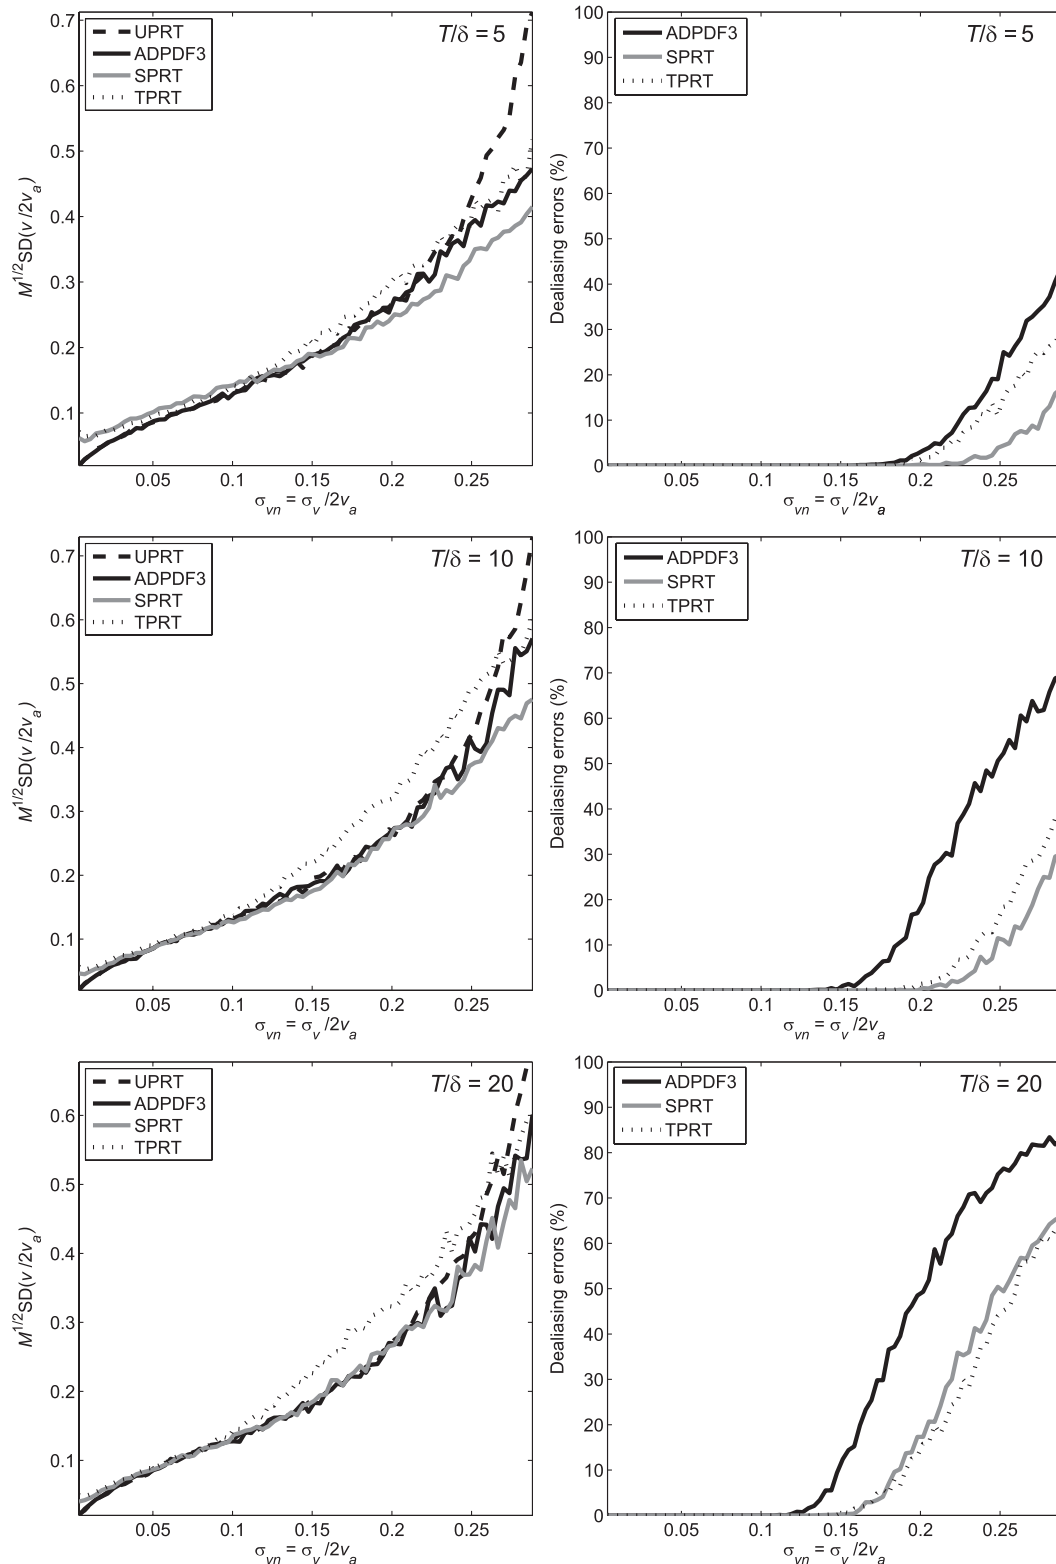 UPRT
ADPDF3
SPRT
TPRT
T/δ = 5
0.7
0.6
0.5
0.4
0.3
0.2
0.1
M^1/2SD(v /2v_a)
0.05 0.1 0.15 0.2 0.25
σ_vn = σ_v /2v_a
ADPDF3
SPRT
TPRT
T/δ = 5
100
90
80
70
60
50
40
30
20
10
0
Dealiasing errors (%)
0.05 0.1 0.15 0.2 0.25
σ_vn = σ_v /2v_a
UPRT
ADPDF3
SPRT
TPRT
T/δ = 10
0.7
0.6
0.5
0.4
0.3
0.2
0.1
M^1/2SD(v /2v_a)
0.05 0.1 0.15 0.2 0.25
σ_vn = σ_v /2v_a
ADPDF3
SPRT
TPRT
T/δ = 10
100
90
80
70
60
50
40
30
20
10
0
Dealiasing errors (%)
0.05 0.1 0.15 0.2 0.25
σ_vn = σ_v /2v_a
UPRT
ADPDF3
SPRT
TPRT
T/δ = 20
0.6
0.5
0.4
0.3
0.2
0.1
M^1/2SD(v /2v_a)
0.05 0.1 0.15 0.2 0.25
σ_vn = σ_v /2v_a
ADPDF3
SPRT
TPRT
T/δ = 20
100
90
80
70
60
50
40
30
20
10
0
Dealiasing errors (%)
0.05 0.1 0.15 0.2 0.25
σ_vn = σ_v /2v_a